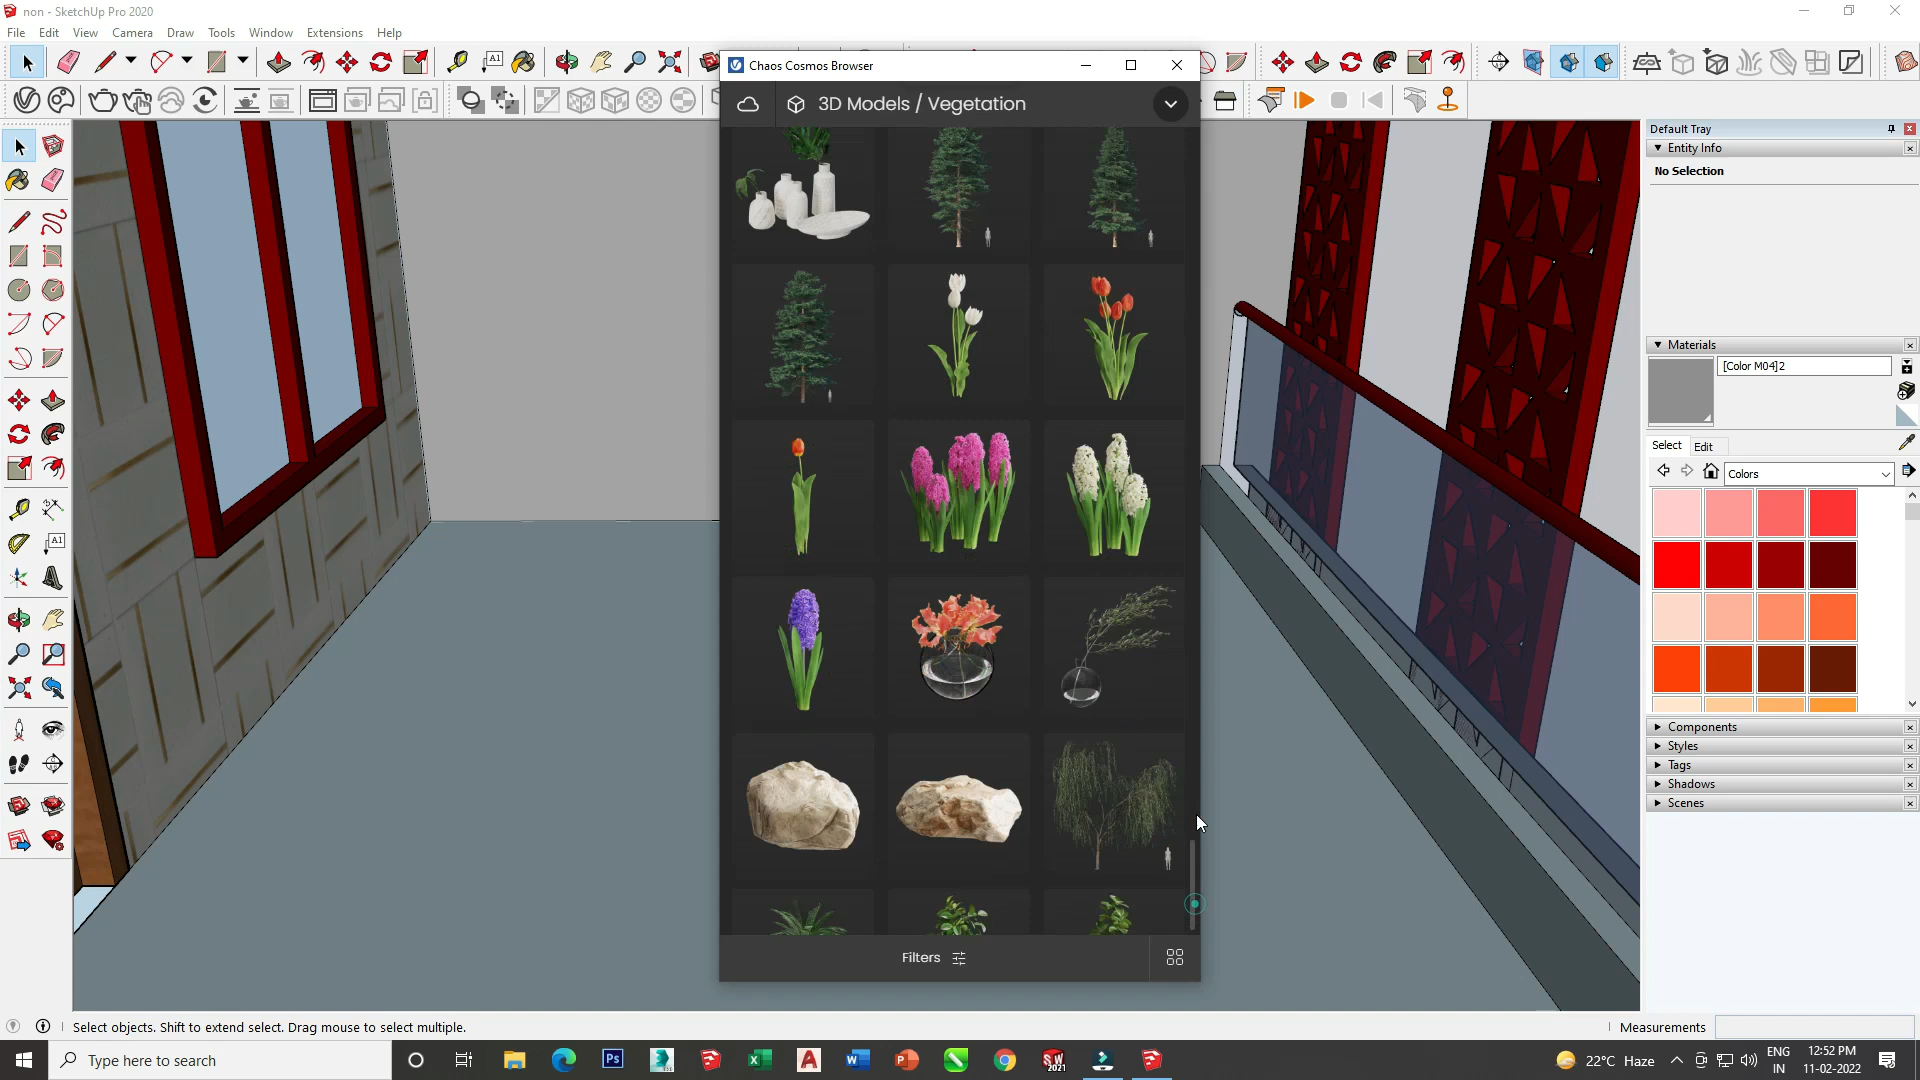 non - SketchUp Pro 2020
File Edit View Camera Draw Tools Window Extensions Help
Chaos Cosmos Browser
3D Models / Vegetation
Filters
Default Tray
Entity Info
No Selection
Materials
[Color M04]2
Select Edit
Colors
Components
Styles
Tags
Shadows
Scenes
Select objects. Shift to extend select. Drag mouse to select multiple.
Measurements
Type here to search
22°C Haze
ENG
IN
12:52 PM
11-02-2022